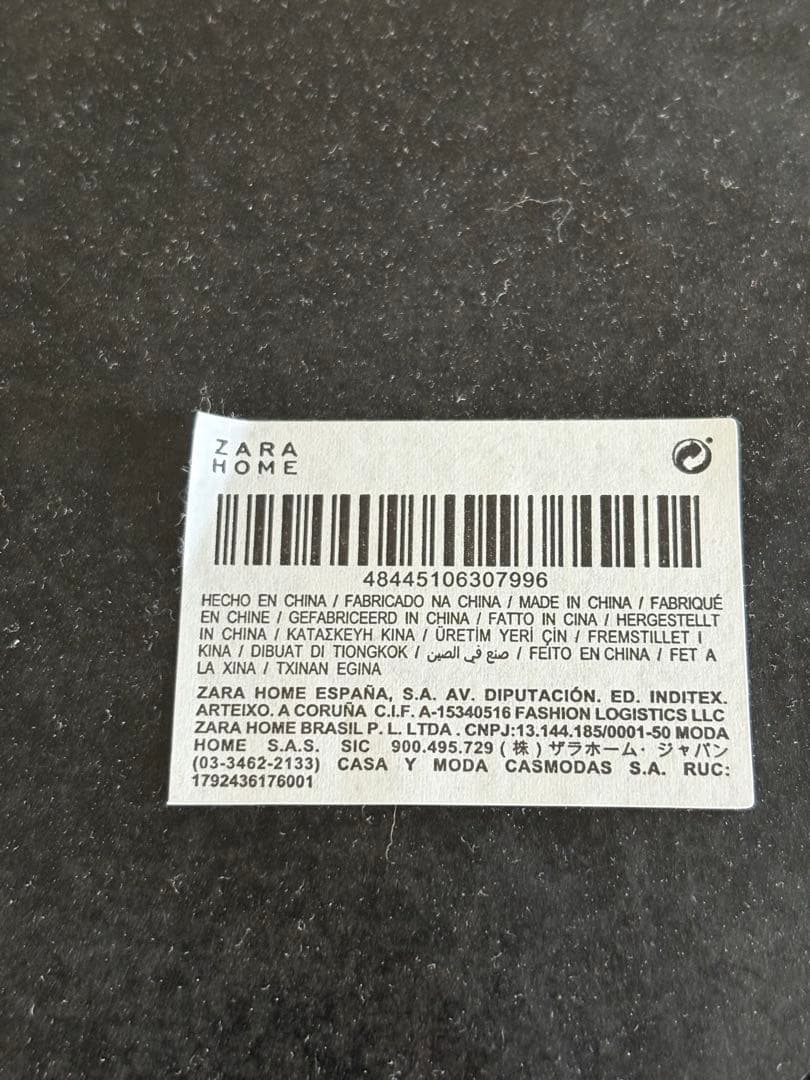 ZARA
HOME
48445106307996
HECHO EN CHINA / FABRICADO NA CHINA / MADE IN CHINA / FABRIQUÉ
EN CHINE / GEFABRICEERD IN CHINA / FATTO IN CINA / HERGESTELLT
IN CHINA / ΚΑΤΑΣΚΕΥΗ ΚΙΝΑ / ÜRETİM YERİ ÇİN / FREMSTILLET I
KINA / DIBUAT DI TIONGKOK / صنع في الصين / FEITO EN CHINA / FET A
LA XINA / TXINAN EGINA
ZARA HOME ESPAÑA, S.A. AV. DIPUTACIÓN. ED. INDITEX.
ARTEIXO. A CORUÑA C.I.F. A-15340516 FASHION LOGISTICS LLC
ZARA HOME BRASIL P. L. LTDA . CNPJ:13.144.185/0001-50 MODA
HOME S.A.S. SIC 900.495.729 (株) ザラホーム・ジャパン
(03-3462-2133) CASA Y MODA CASMODAS S.A. RUC:
1792436176001